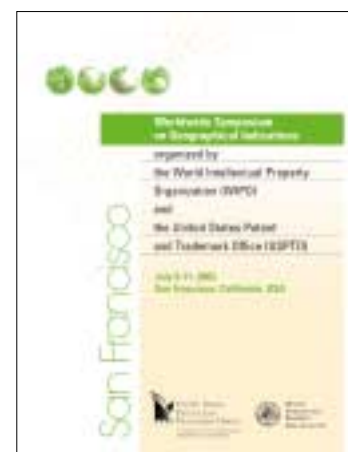 Worldwide Symposium
on Geographical Indications
organized by
the World Intellectual Property
Organization (WIPO)
and
the United States Patent
and Trademark Office (USPTO)
San Francisco, California, USA
San Francisco